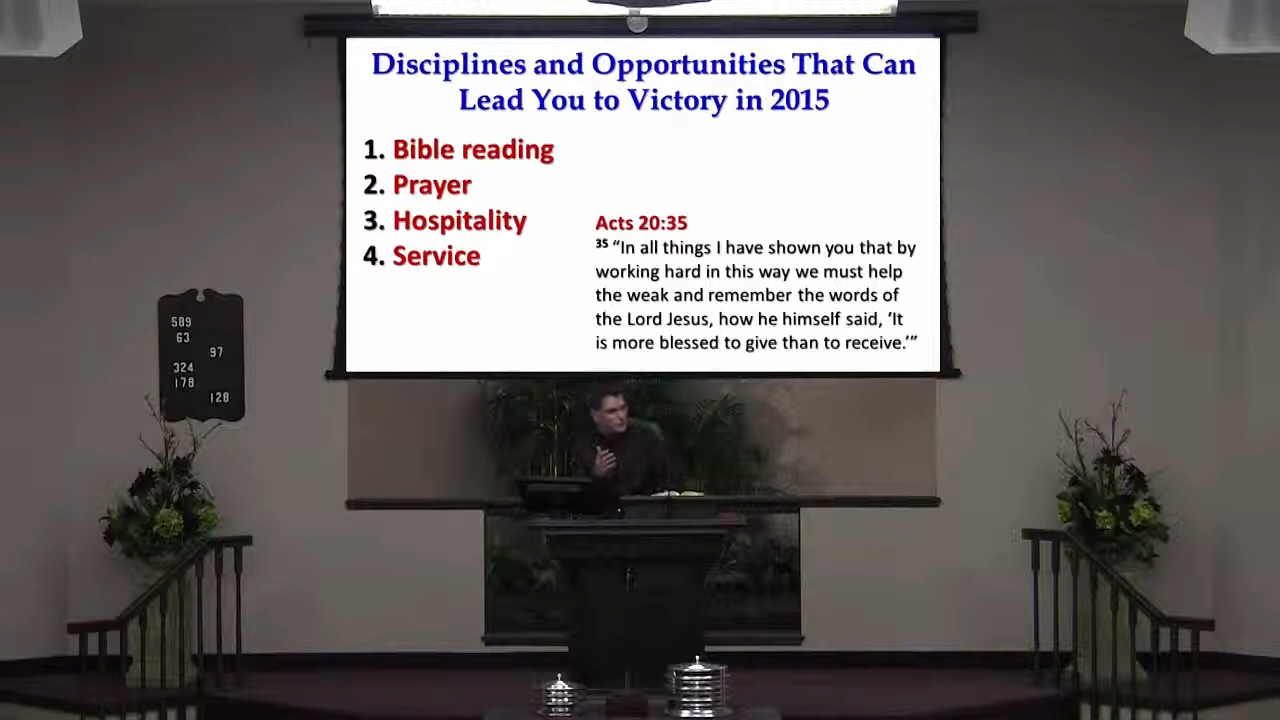 Disciplines and Opportunities That Can
Lead You to Victory in 2015
1. Bible reading
2. Prayer
3. Hospitality
4. Service
Acts 20:35
35 “In all things I have shown you that by
working hard in this way we must help
the weak and remember the words of
the Lord Jesus, how he himself said, ‘It
is more blessed to give than to receive.’”
589
63
97
324
178
128